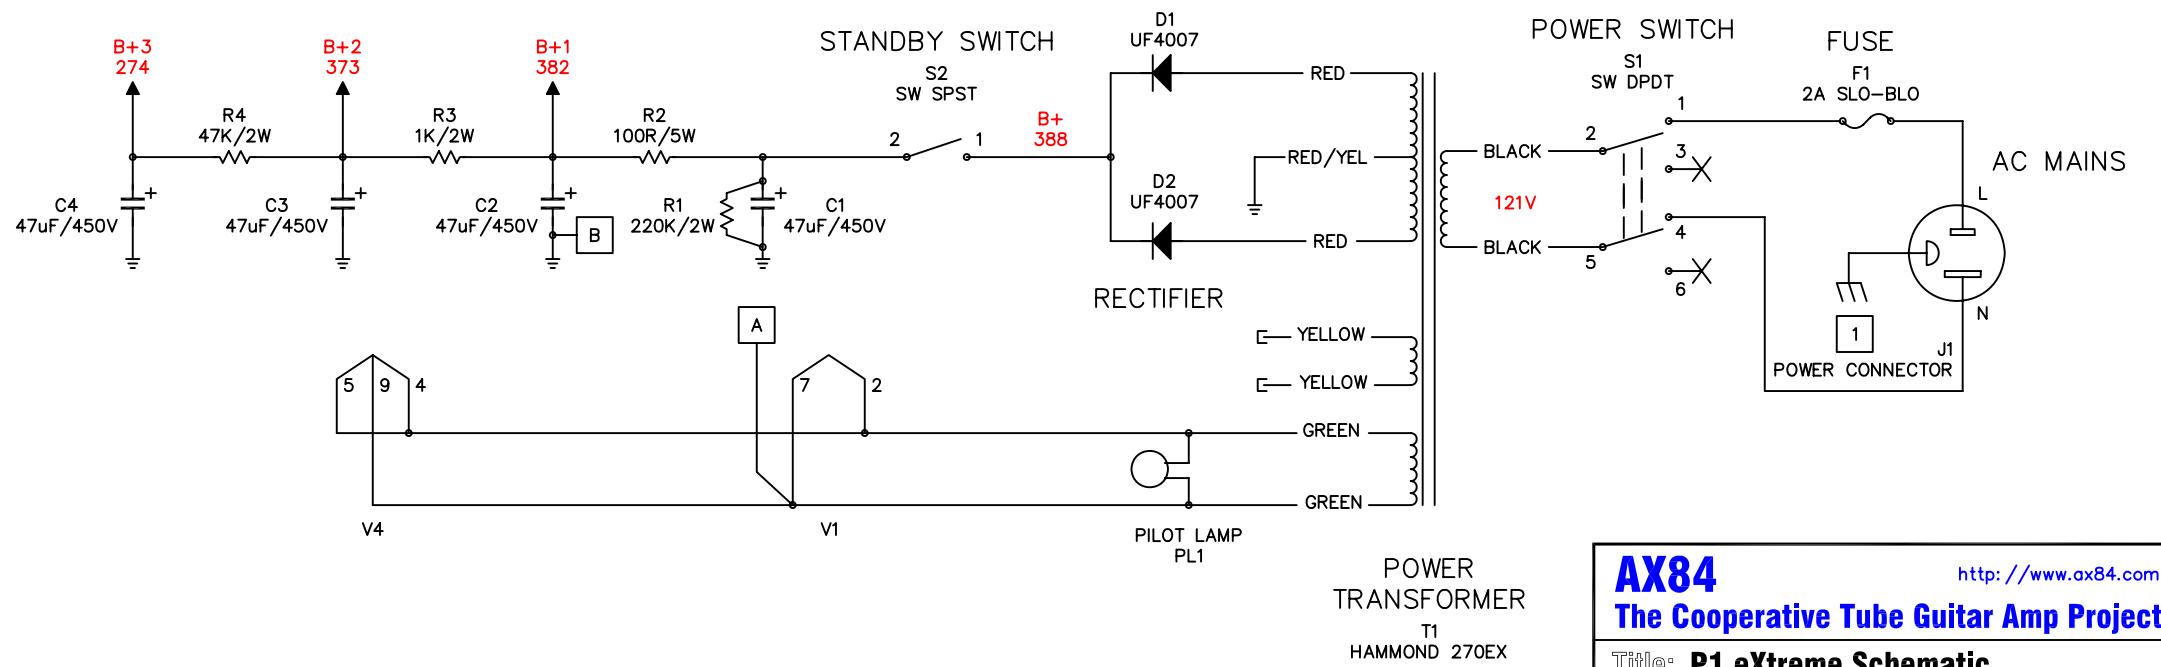 B+3
274
B+2
373
B+1
382
STANDBY SWITCH
S2
SW SPST
D1
UF4007
POWER SWITCH
S1
SW DPDT
FUSE
F1
2A SLO-BLO
R4
47K/2W
R3
1K/2W
R2
100R/5W
2
1
B+
388
RED
RED/YEL
RED
D2
UF4007
BLACK
121V
BLACK
1
2
3
4
5
6
AC MAINS
L
N
C4
47uF/450V
+
C3
47uF/450V
+
C2
47uF/450V
+
B
R1
220K/2W
C1
47uF/450V
+
RECTIFIER
1
J1
POWER CONNECTOR
A
YELLOW
YELLOW
5
9
4
7
2
GREEN
GREEN
V4
V1
PILOT LAMP
PL1
POWER
TRANSFORMER
T1
HAMMOND 270EX
AX84
http://www.ax84.com
The Cooperative Tube Guitar Amp Project
Title: P1 eXtreme Schematic